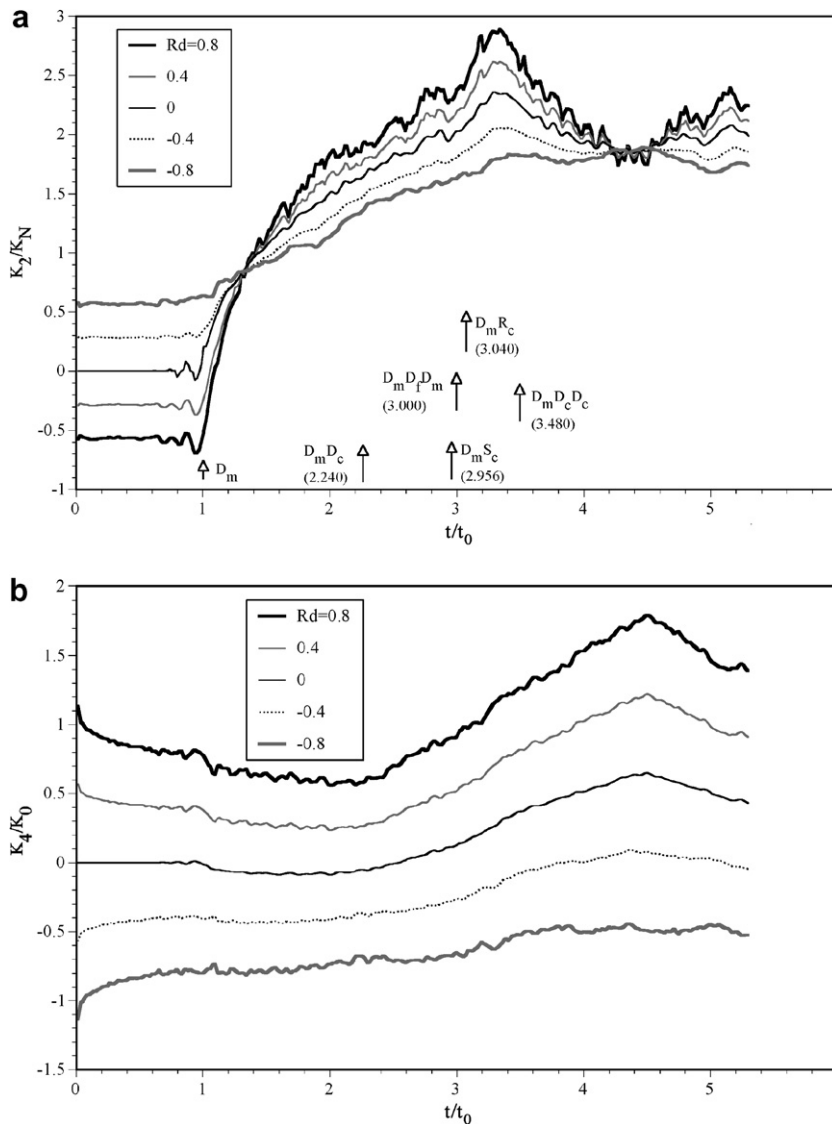 a
3
2.5
2
1.5
1
0.5
0
-0.5
-1
K2/KN
Rd=0.8
0.4
0
-0.4
-0.8
DmRc
(3.040)
DmDfDm
(3.000)
DmDcDc
(3.480)
DmDc
(2.240)
DmSc
(2.956)
Dm
0 1 2 3 4 5
t/t0
b
2
1.5
1
0.5
0
-0.5
-1
-1.5
K4/K0
Rd=0.8
0.4
0
-0.4
-0.8
0 1 2 3 4 5
t/t0